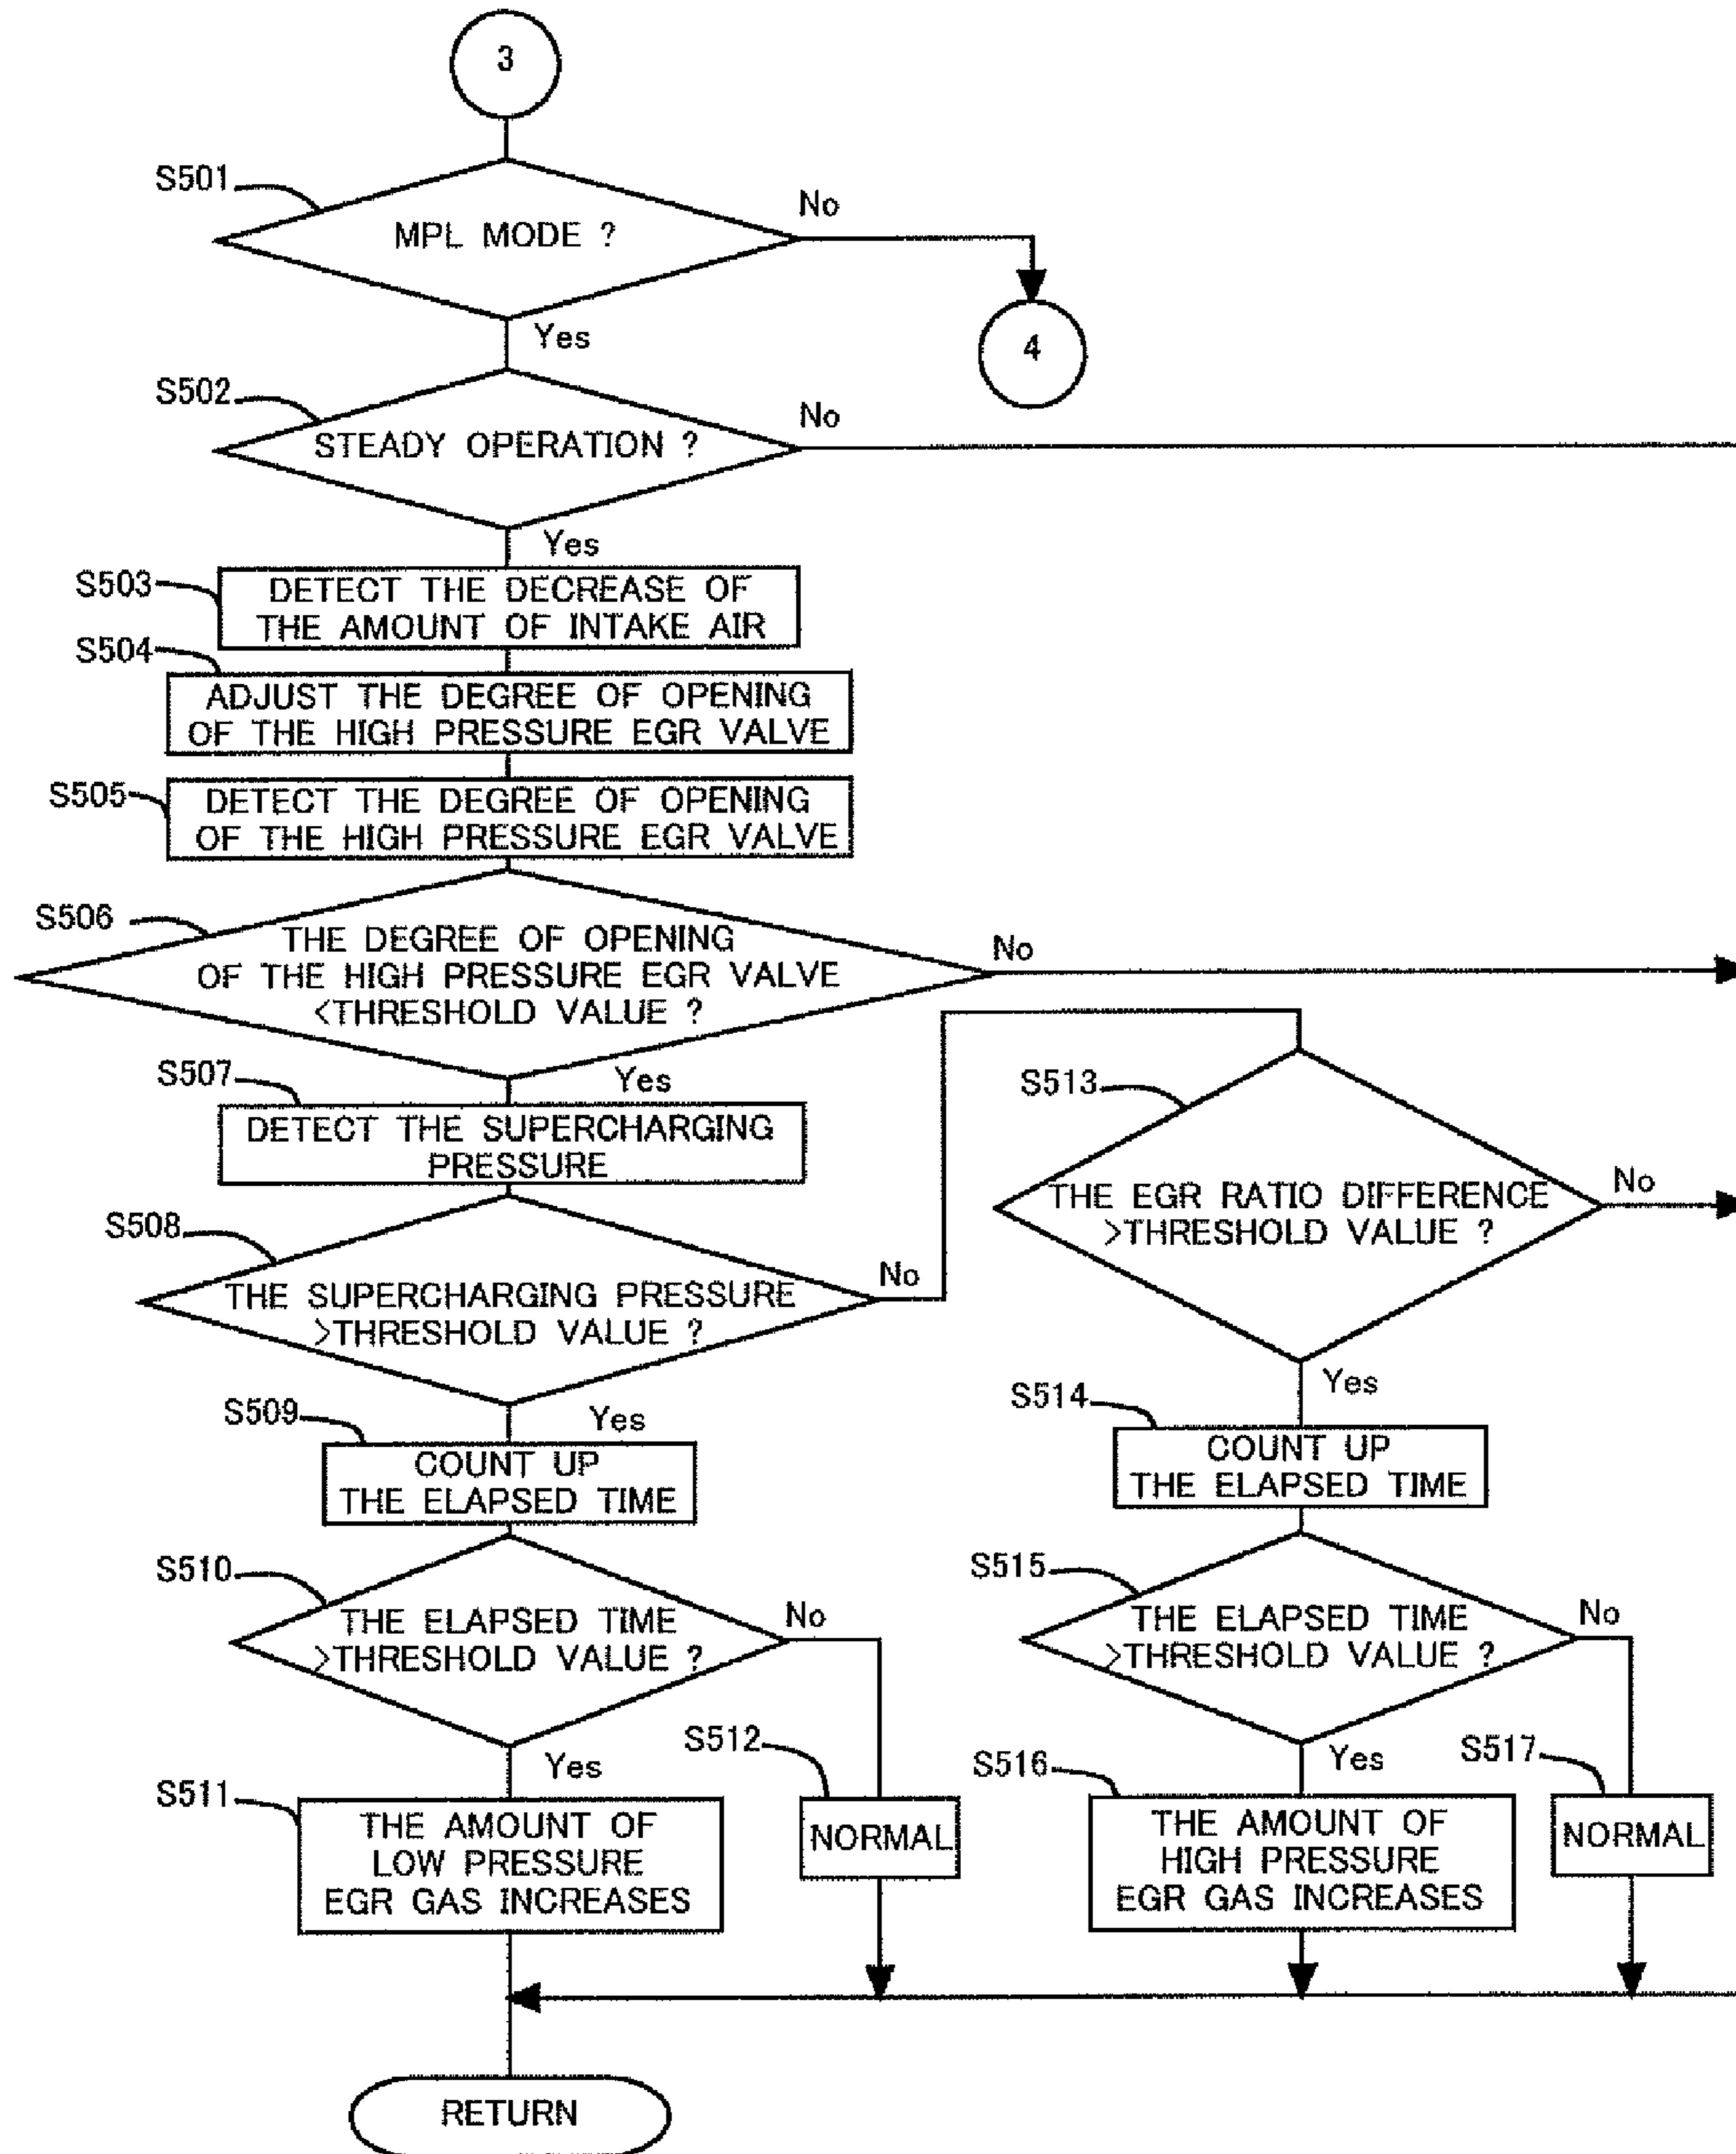 3
S501
MPL MODE ?
No
4
Yes
S502
STEADY OPERATION ?
No
Yes
S503
DETECT THE DECREASE OF
THE AMOUNT OF INTAKE AIR
S504
ADJUST THE DEGREE OF OPENING
OF THE HIGH PRESSURE EGR VALVE
S505
DETECT THE DEGREE OF OPENING
OF THE HIGH PRESSURE EGR VALVE
S506
THE DEGREE OF OPENING
OF THE HIGH PRESSURE EGR VALVE
<THRESHOLD VALUE ?
No
Yes
S507
DETECT THE SUPERCHARGING
PRESSURE
S508
THE SUPERCHARGING PRESSURE
>THRESHOLD VALUE ?
No
Yes
S509
COUNT UP
THE ELAPSED TIME
S510
THE ELAPSED TIME
>THRESHOLD VALUE ?
No
Yes
S511
THE AMOUNT OF
LOW PRESSURE
EGR GAS INCREASES
S512
NORMAL
S513
THE EGR RATIO DIFFERENCE
>THRESHOLD VALUE ?
No
Yes
S514
COUNT UP
THE ELAPSED TIME
S515
THE ELAPSED TIME
>THRESHOLD VALUE ?
No
Yes
S516
THE AMOUNT OF
HIGH PRESSURE
EGR GAS INCREASES
S517
NORMAL
RETURN